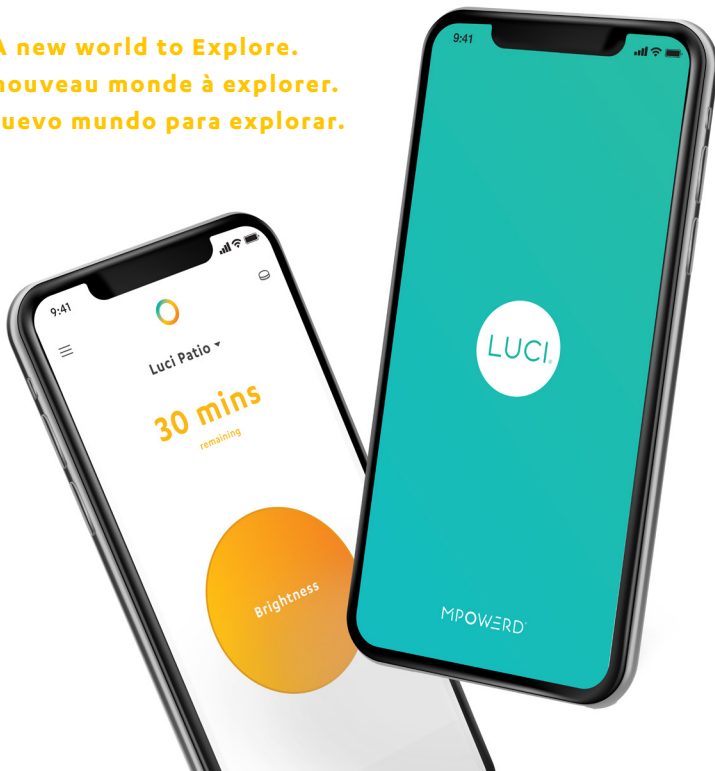 A new world to Explore.
nouveau monde à explorer.
uevo mundo para explorar.
9:41
LUCI®
MPOWERD
9:41
Luci Patio
30 mins
remaining
Brightness